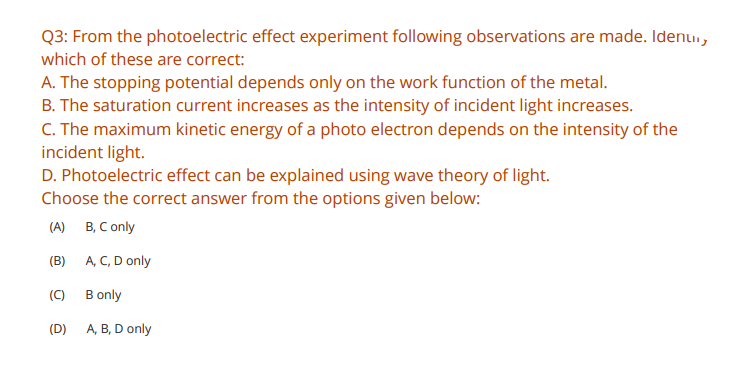 Q3: From the photoelectric effect experiment following observations are made. Identify
which of these are correct:
A. The stopping potential depends only on the work function of the metal.
B. The saturation current increases as the intensity of incident light increases.
C. The maximum kinetic energy of a photo electron depends on the intensity of the
incident light.
D. Photoelectric effect can be explained using wave theory of light.
Choose the correct answer from the options given below:
(A) B, C only
(B) A, C, D only
(C) B only
(D) A, B, D only